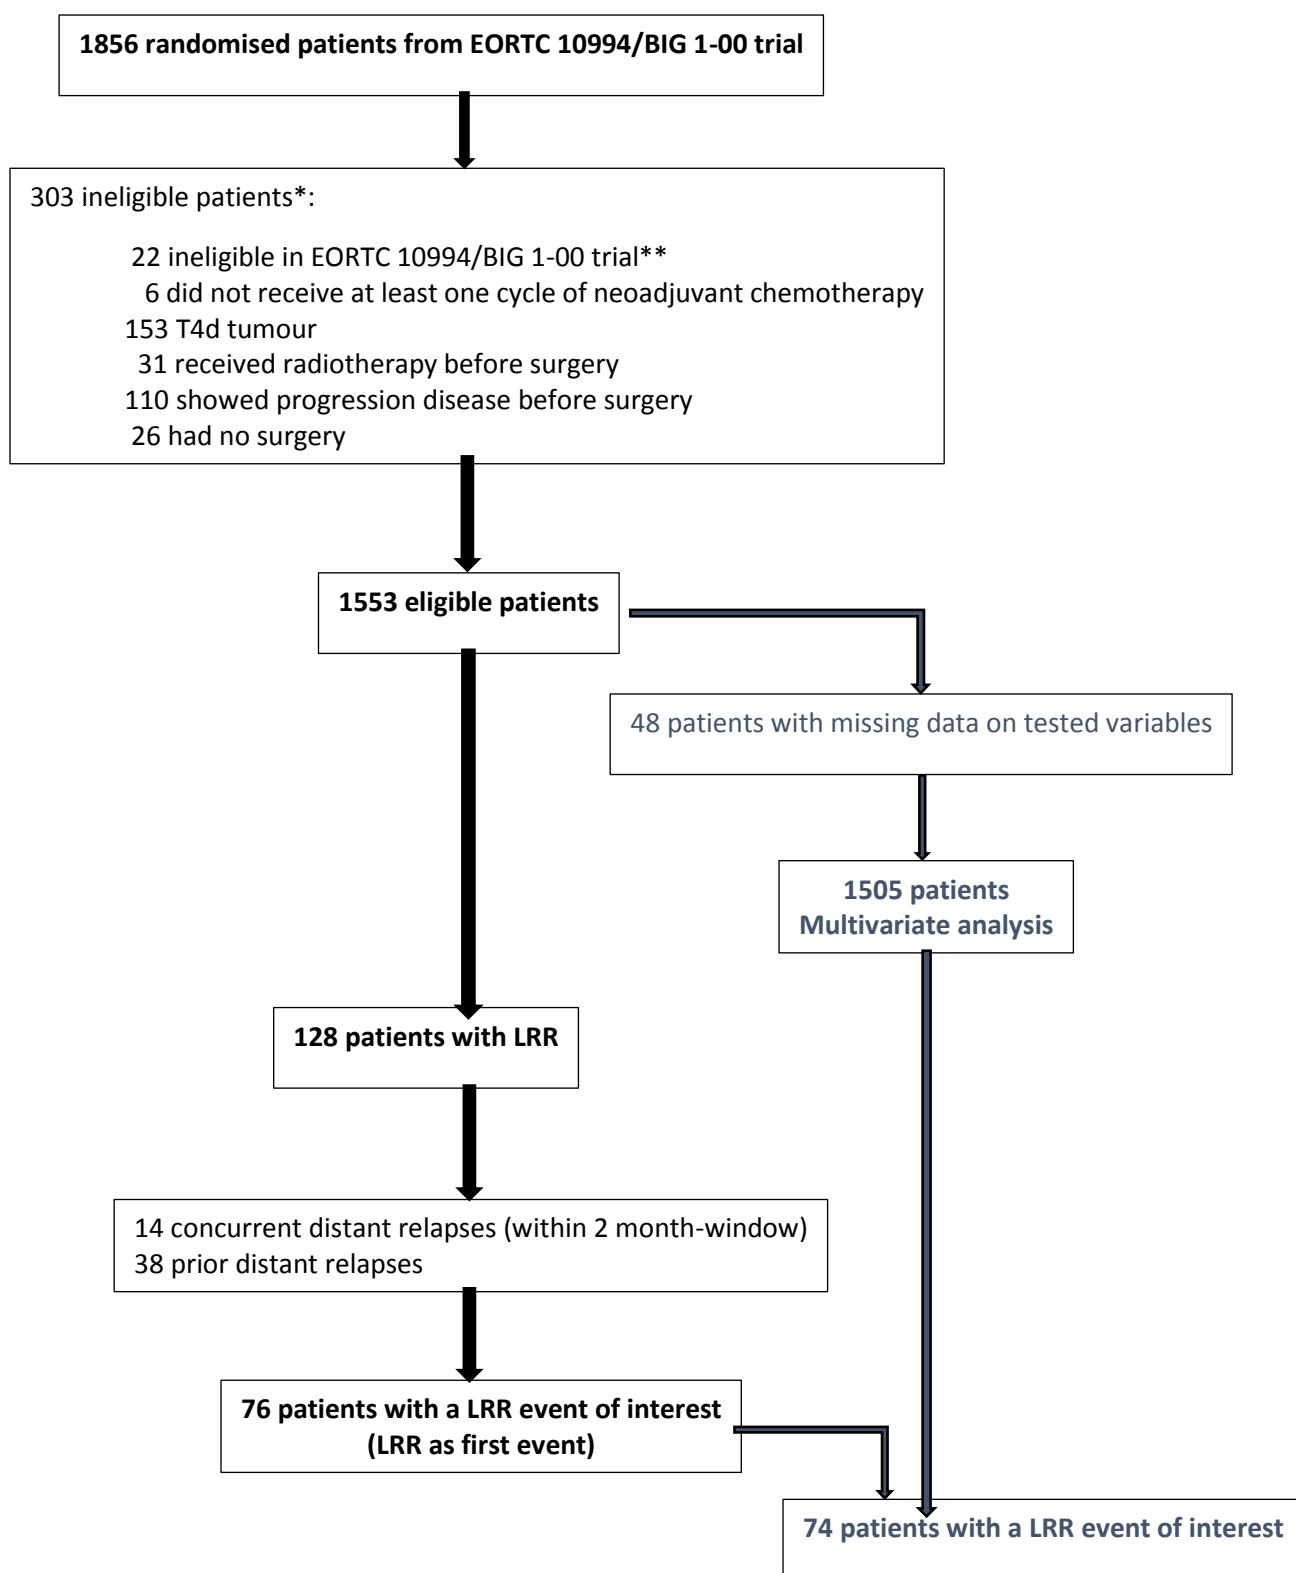 1856 randomised patients from EORTC 10994/BIG 1-00 trial
303 ineligible patients*:
22 ineligible in EORTC 10994/BIG 1-00 trial**
6 did not receive at least one cycle of neoadjuvant chemotherapy
153 T4d tumour
31 received radiotherapy before surgery
110 showed progression disease before surgery
26 had no surgery
1553 eligible patients
48 patients with missing data on tested variables
1505 patients
Multivariate analysis
128 patients with LRR
14 concurrent distant relapses (within 2 month-window)
38 prior distant relapses
76 patients with a LRR event of interest
(LRR as first event)
74 patients with a LRR event of interest